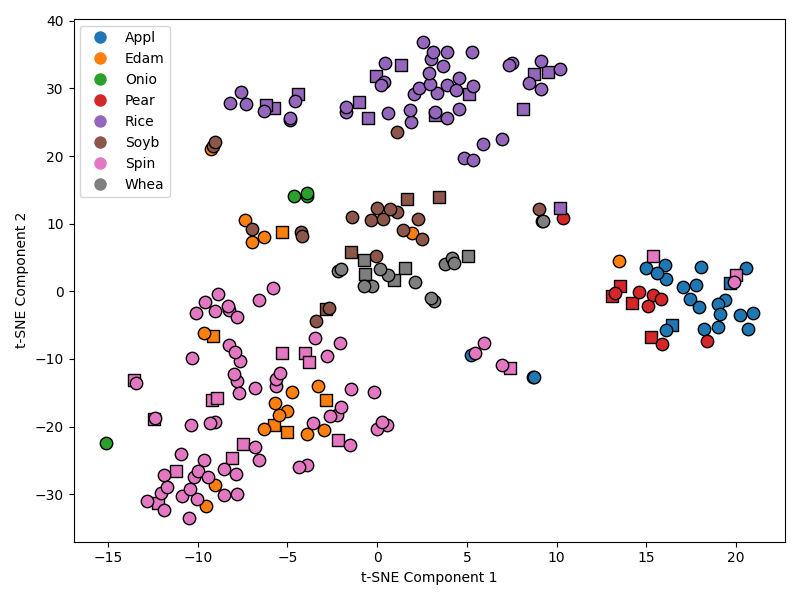 Appl
Edam
Onio
Pear
Rice
Soyb
Spin
Whea
40
30
20
10
0
−10
−20
−30
t-SNE Component 2
−15 −10 −5 0 5 10 15 20
t-SNE Component 1